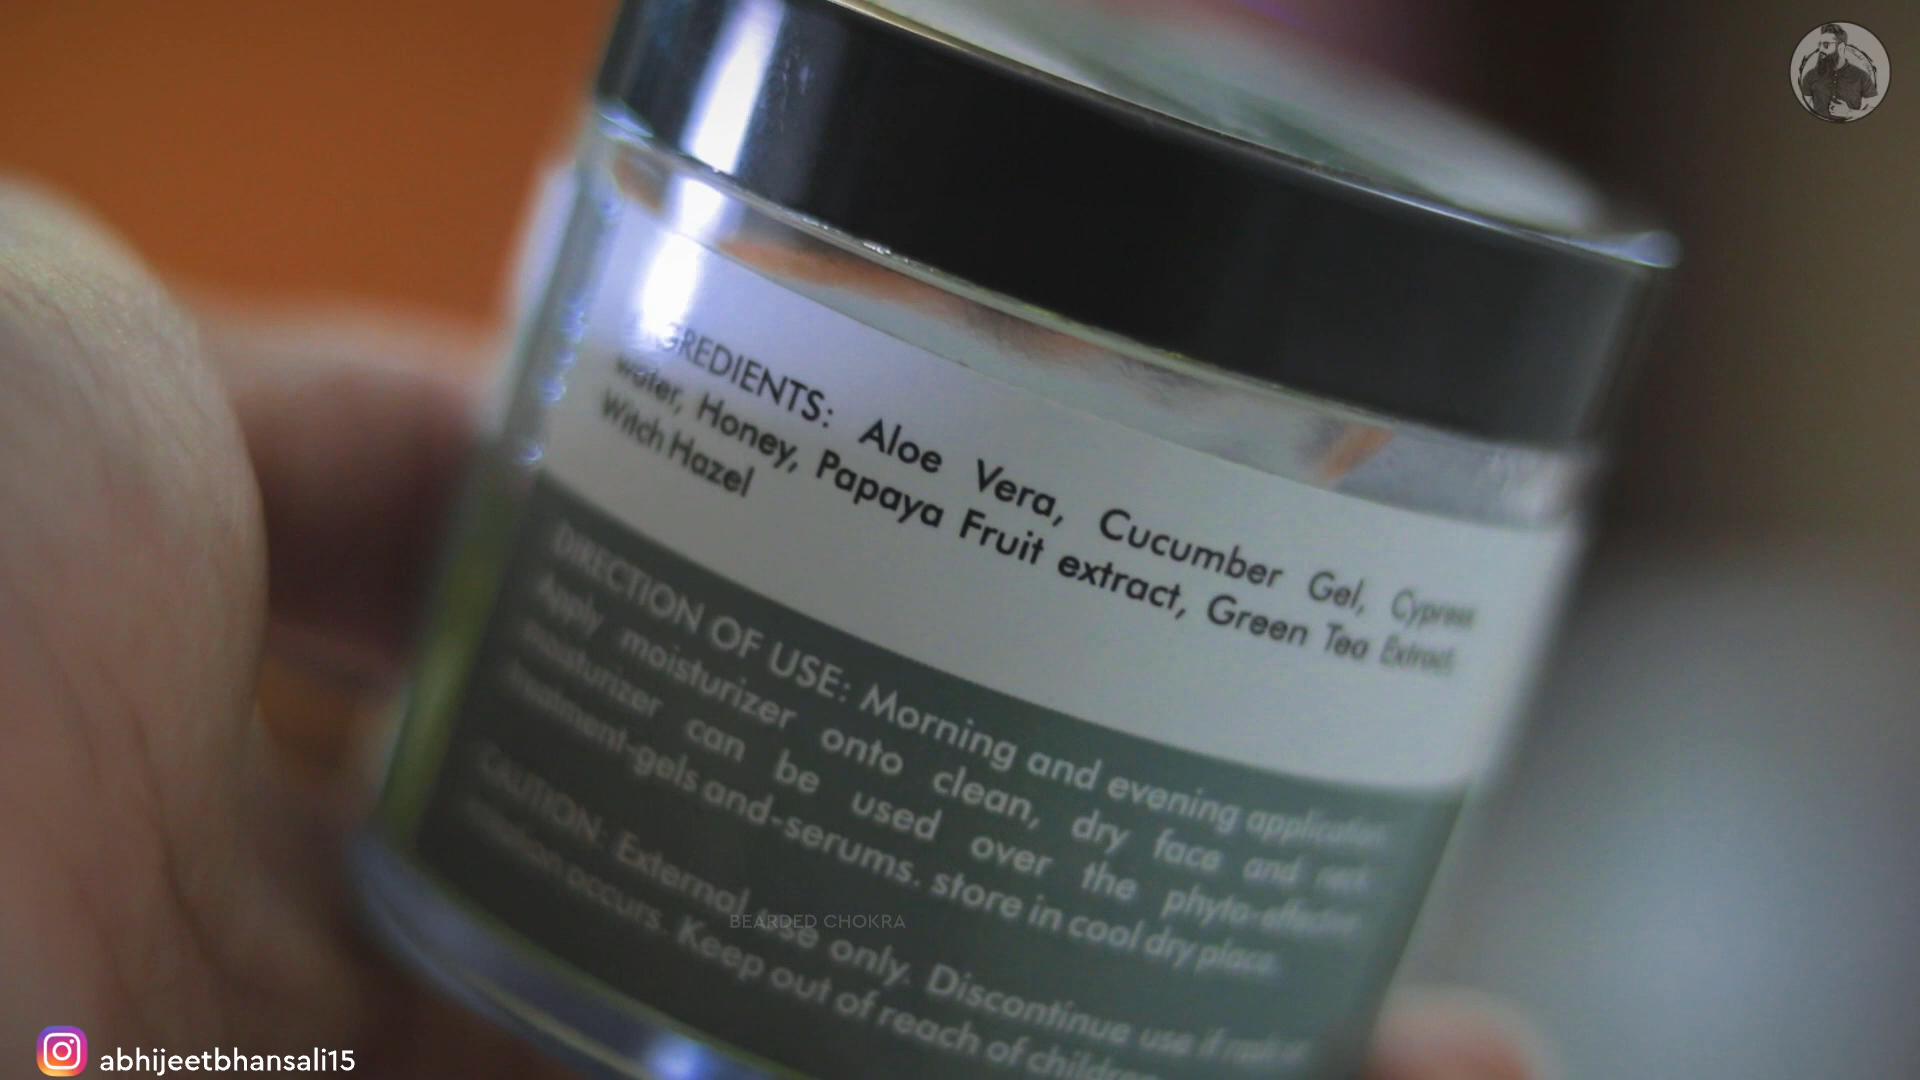 INGREDIENTS: Aloe Vera, Cucumber Gel, Cypress
water, Honey, Papaya Fruit extract, Green Tea Extract,
Witch Hazel
DIRECTION OF USE: Morning and evening application.
Apply moisturizer onto clean, dry face and neck.
moisturizer can be used over the phyto-effective
treatment-gels and-serums. store in cool dry place.
CAUTION: External use only. Discontinue use if
occurs. Keep out of reach of children
BEARDED CHOKRA
abhijeetbhansali15